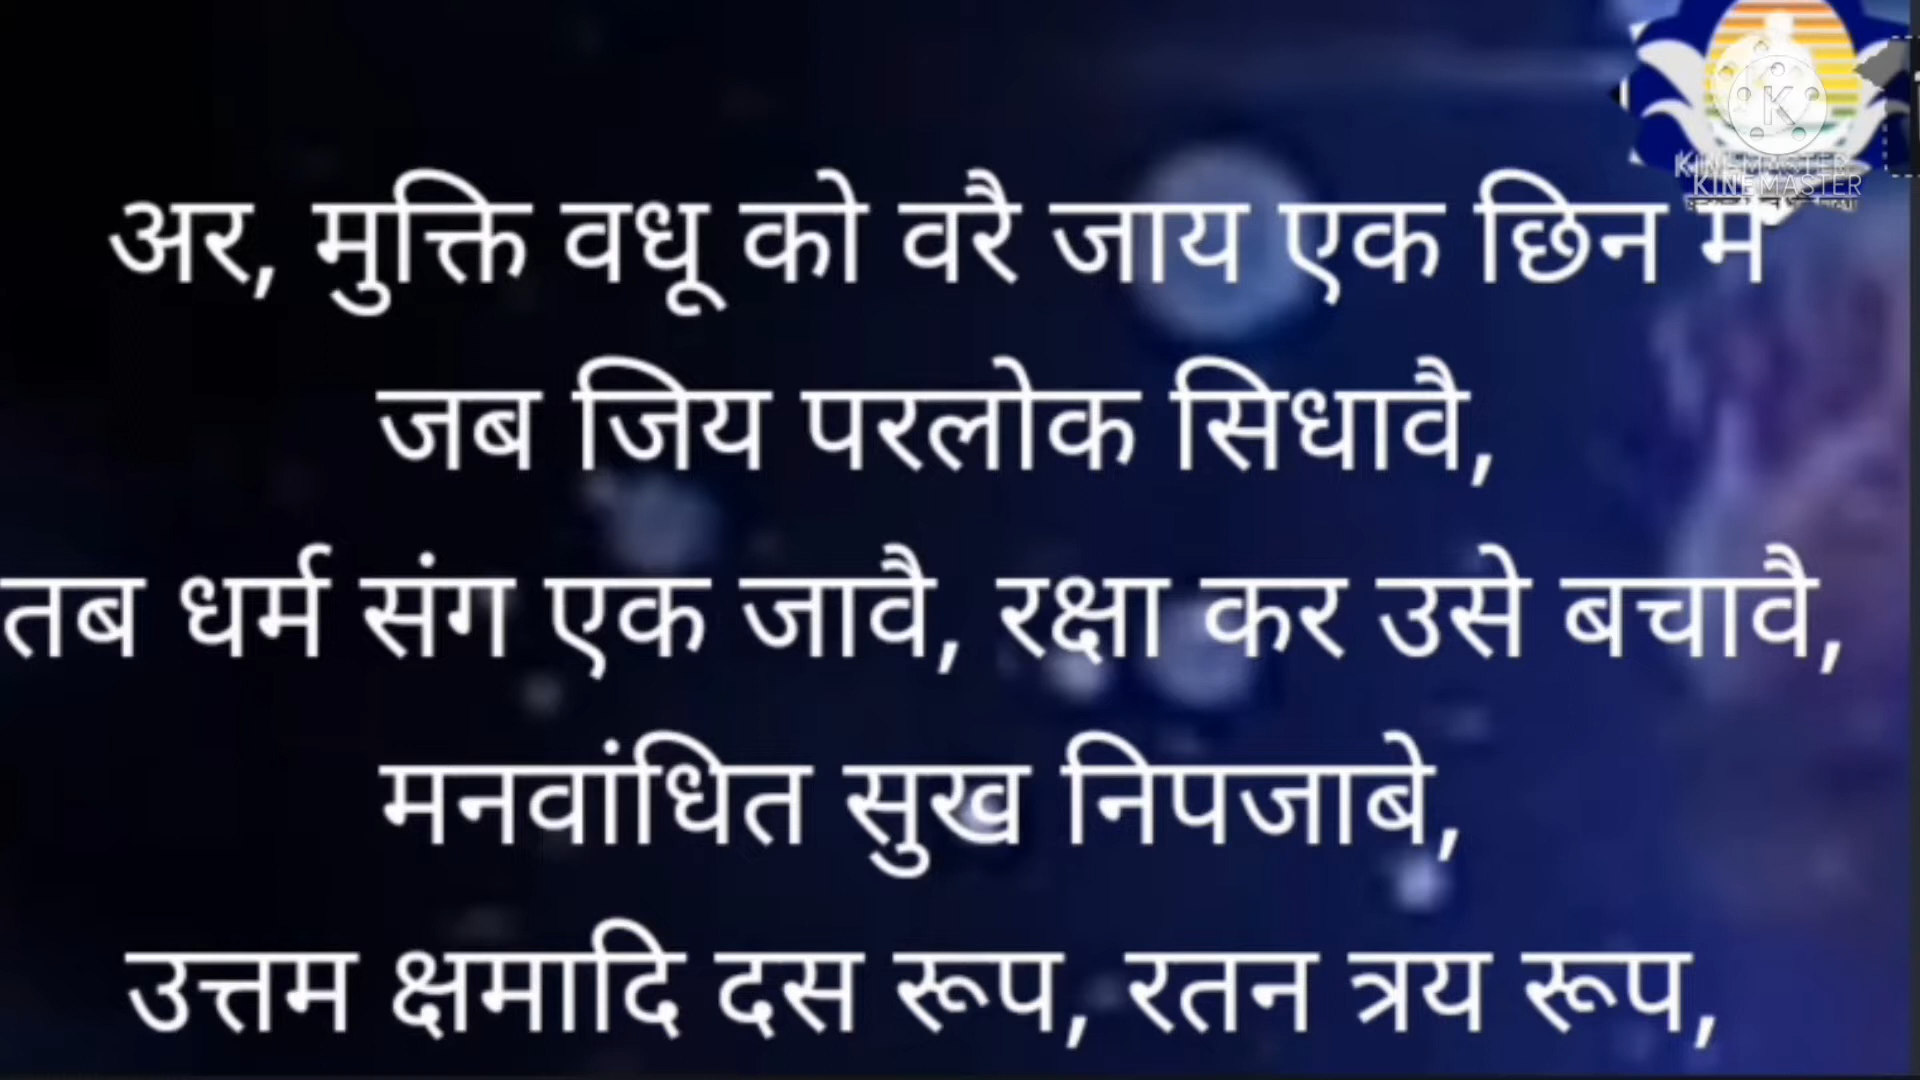 KINEMASTER
KINEMASTER
अर, मुक्ति वधू को वरै जाय एक छिन म
जब जिय परलोक सिधावै,
तब धर्म संग एक जावै, रक्षा कर उसे बचावै,
मनवांधित सुख निपजाबे,
उत्तम क्षमादि दस रूप, रतन त्रय रूप,